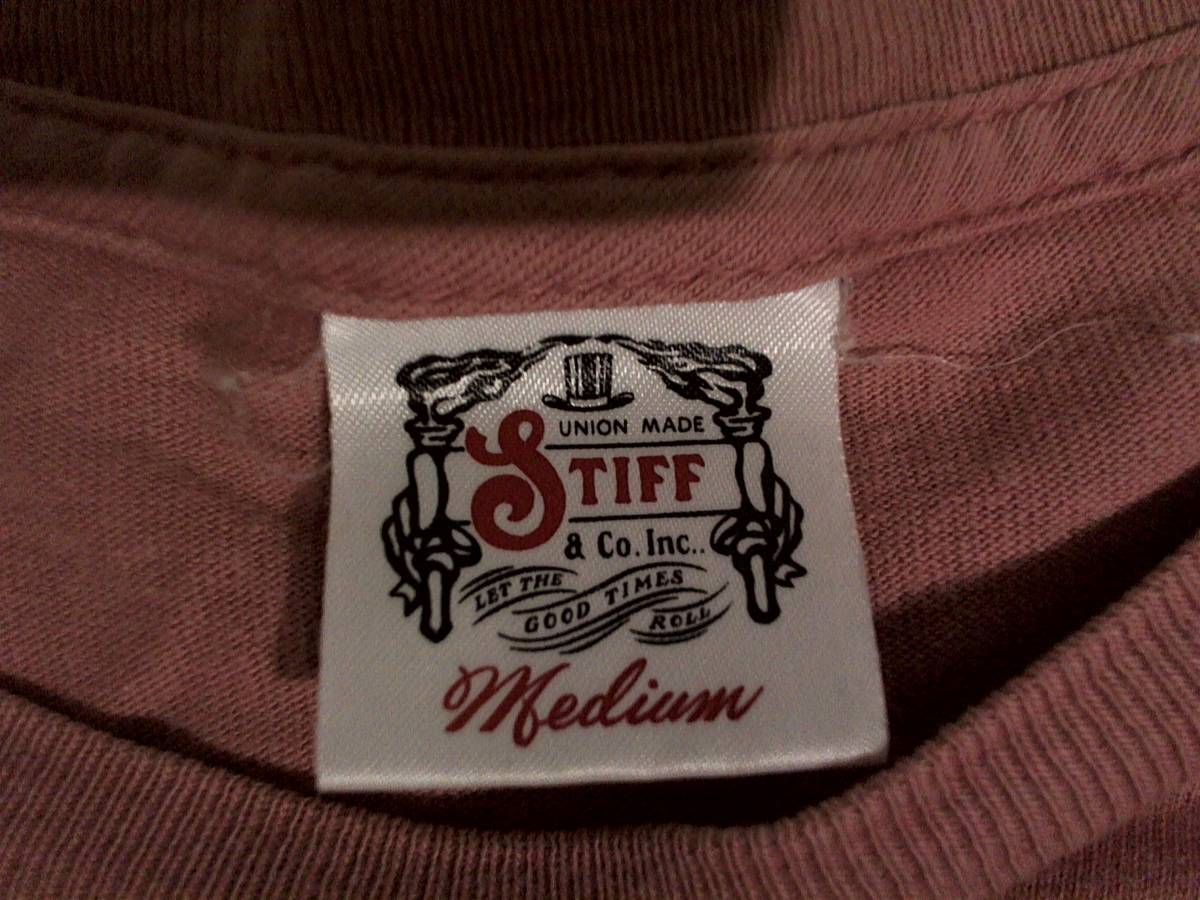 UNION MADE
STIFF
& Co. Inc..
LET THE
GOOD TIMES
ROLL
Medium